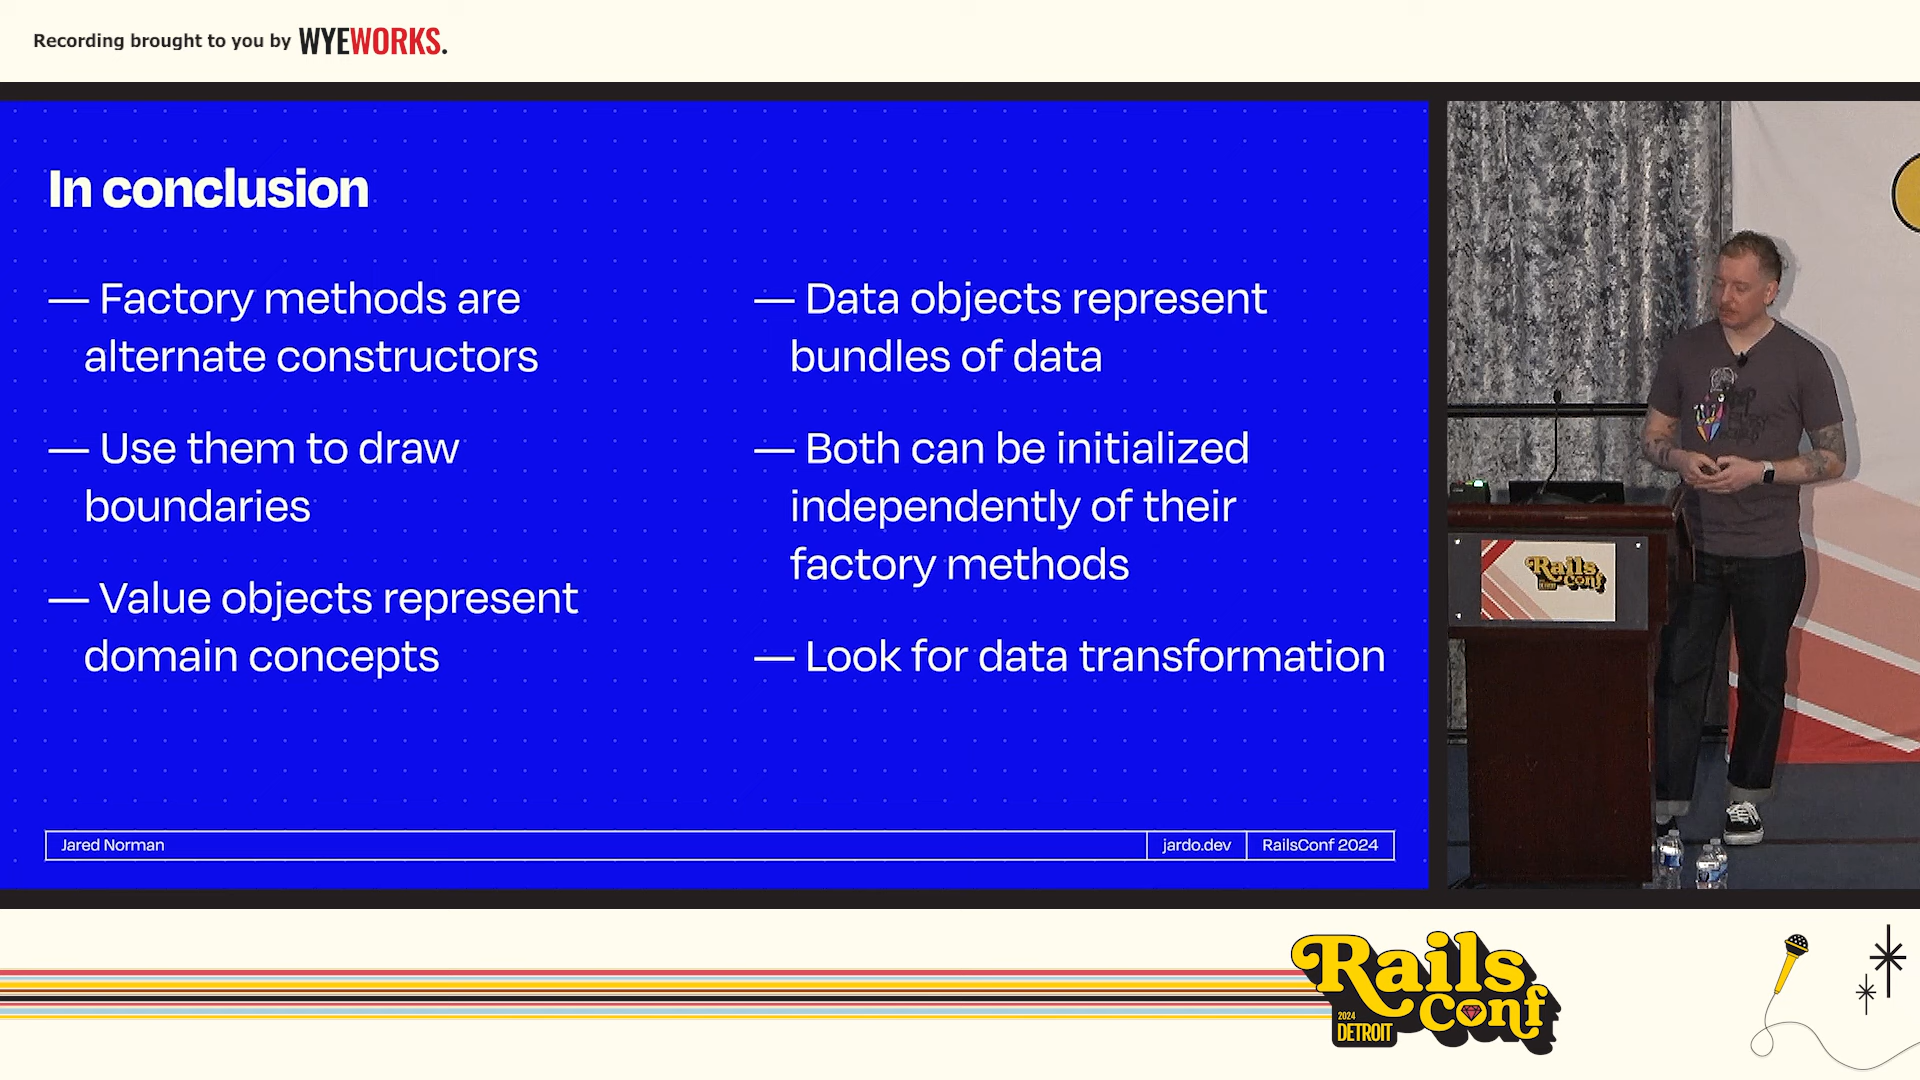 Recording brought to you by WYEWORKS.
In conclusion
— Factory methods are
alternate constructors
— Use them to draw
boundaries
— Value objects represent
domain concepts
— Data objects represent
bundles of data
— Both can be initialized
independently of their
factory methods
— Look for data transformation
Jared Norman
jardo.dev
RailsConf 2024
Rails
Conf
Rails
Conf
2024
DETROIT